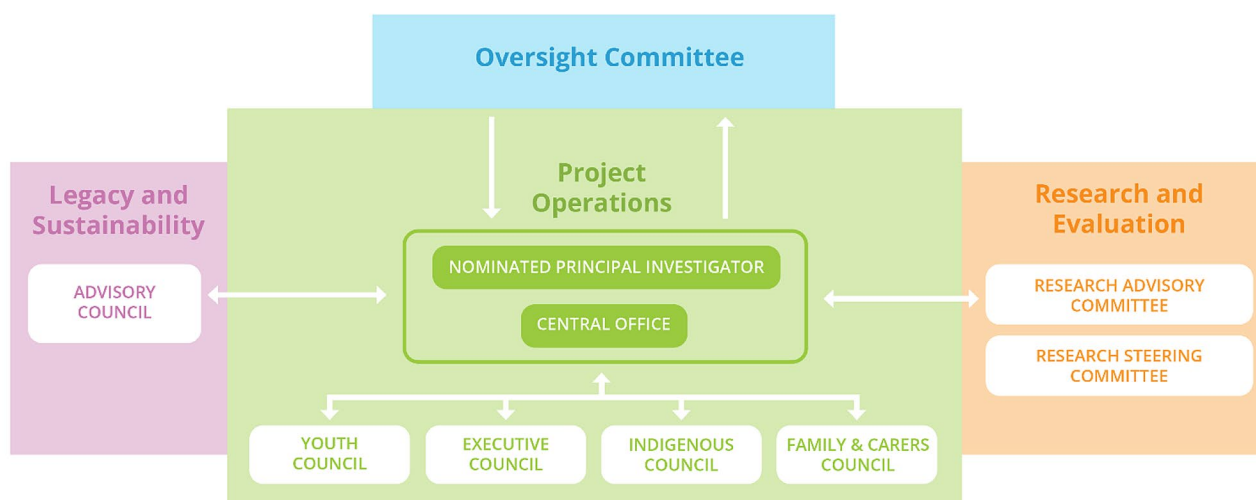 Oversight Committee
Project
Operations
NOMINATED PRINCIPAL INVESTIGATOR
CENTRAL OFFICE
YOUTH
COUNCIL
EXECUTIVE
COUNCIL
INDIGENOUS
COUNCIL
FAMILY & CARERS
COUNCIL
Legacy and
Sustainability
ADVISORY
COUNCIL
Research and
Evaluation
RESEARCH ADVISORY
COMMITTEE
RESEARCH STEERING
COMMITTEE